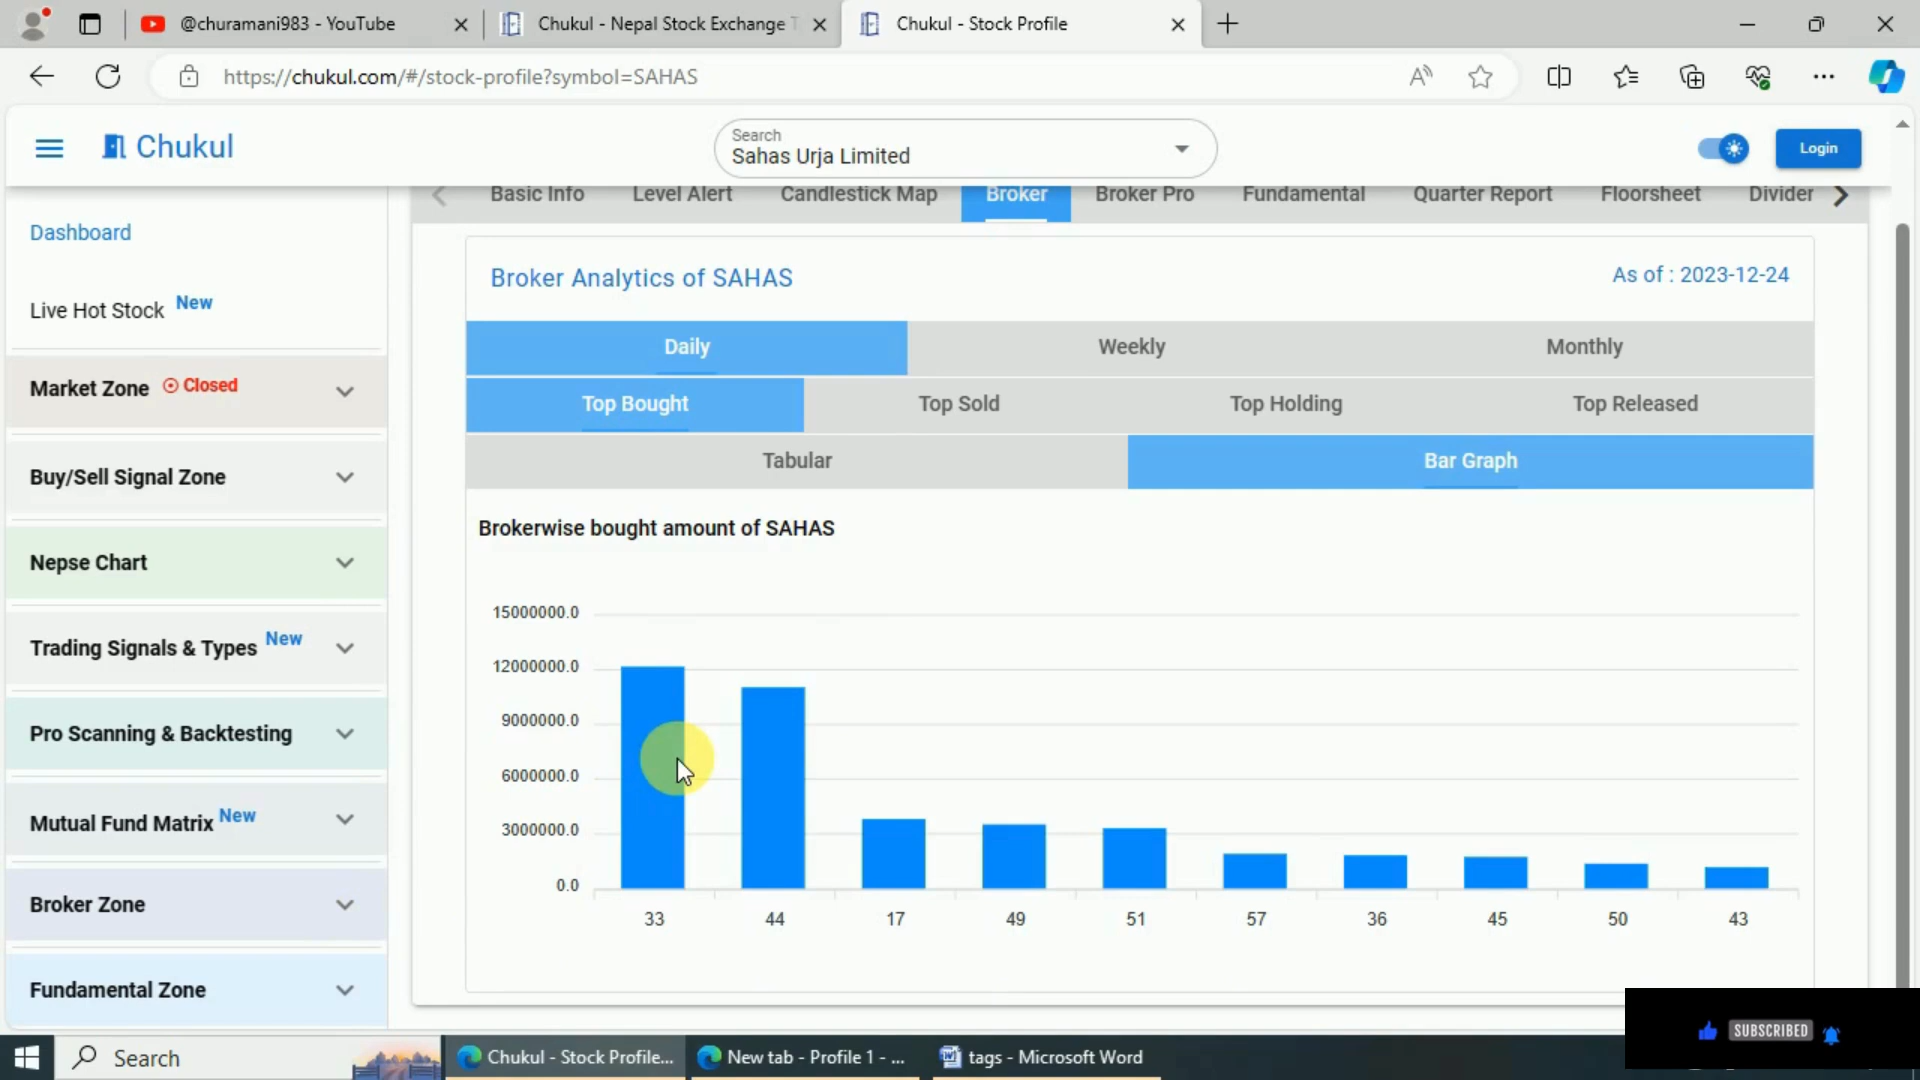 @churamani983 - YouTube
Chukul - Nepal Stock Exchange T
Chukul - Stock Profile
https://chukul.com/#/stock-profile?symbol=SAHAS
Chukul
Search
Sahas Urja Limited
Login
Basic Info
Level Alert
Candlestick Map
Broker
Broker Pro
Fundamental
Quarter Report
Floorsheet
Divider
Dashboard
Live Hot Stock New
Market Zone Closed
Buy/Sell Signal Zone
Nepse Chart
Trading Signals & Types New
Pro Scanning & Backtesting
Mutual Fund Matrix New
Broker Zone
Fundamental Zone
Broker Analytics of SAHAS
As of : 2023-12-24
Daily
Weekly
Monthly
Top Bought
Top Sold
Top Holding
Top Released
Tabular
Bar Graph
Brokerwise bought amount of SAHAS
15000000.0
12000000.0
9000000.0
6000000.0
3000000.0
0.0
33 44 17 49 51 57 36 45 50 43
SUBSCRIBED
Search
Chukul - Stock Profile...
New tab - Profile 1 - ...
tags - Microsoft Word